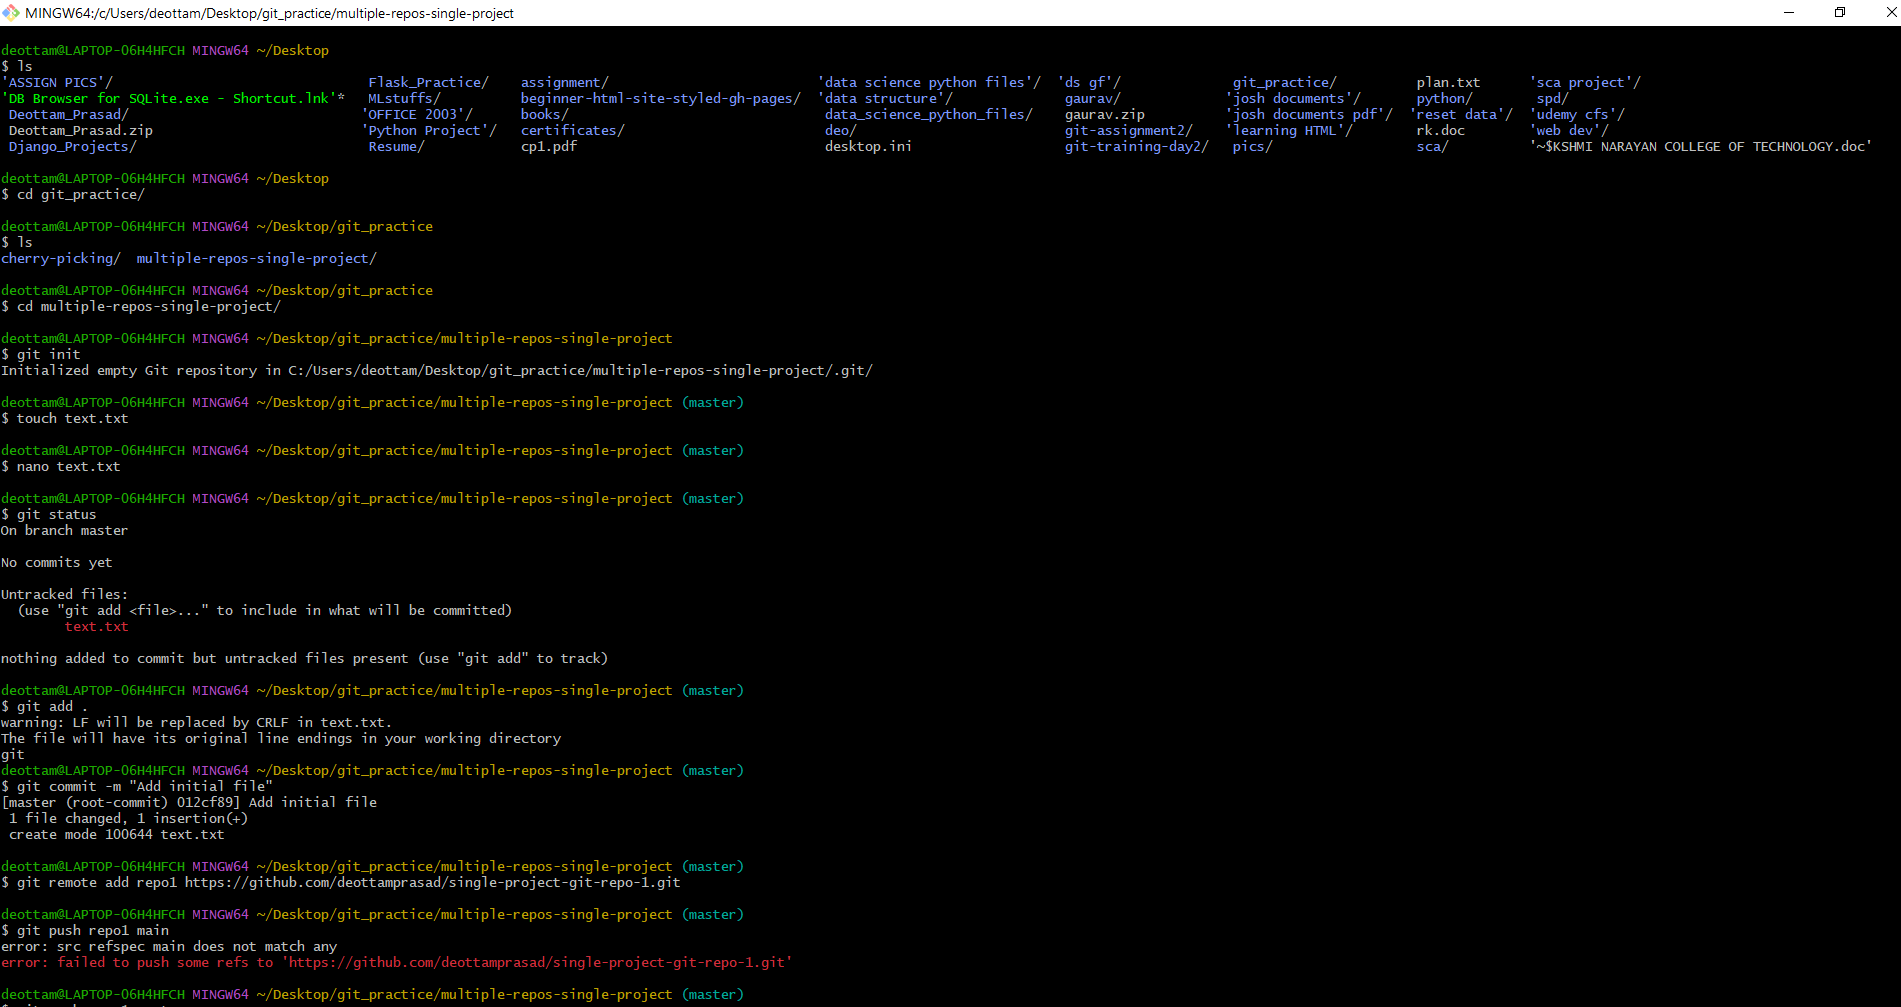 MINGW64:/c/Users/deottam/Desktop/git_practice/multiple-repos-single-project
deottam@LAPTOP-O6H4HFCH MINGW64 ~/Desktop
$ ls
'ASSIGN PICS'/ Flask_Practice/ assignment/ 'data science python files'/ 'ds gf'/ git_practice/ plan.txt 'sca project'/
'DB Browser for SQLite.exe - Shortcut.lnk'* MLstuffs/ beginner-html-site-styled-gh-pages/ 'data structure'/ gaurav/ 'josh documents'/ python/ spd/
Deottam_Prasad/ 'OFFICE 2003'/ books/ data_science_python_files/ gaurav.zip 'josh documents pdf'/ 'reset data'/ 'udemy cfs'/
Deottam_Prasad.zip 'Python Project'/ certificates/ deo/ git-assignment2/ 'learning HTML'/ rk.doc 'web dev'/
Django_Projects/ Resume/ cp1.pdf desktop.ini git-training-day2/ pics/ sca/ '~$KSHMI NARAYAN COLLEGE OF TECHNOLOGY.doc'
deottam@LAPTOP-O6H4HFCH MINGW64 ~/Desktop
$ cd git_practice/
deottam@LAPTOP-O6H4HFCH MINGW64 ~/Desktop/git_practice
$ ls
cherry-picking/ multiple-repos-single-project/
deottam@LAPTOP-O6H4HFCH MINGW64 ~/Desktop/git_practice
$ cd multiple-repos-single-project/
deottam@LAPTOP-O6H4HFCH MINGW64 ~/Desktop/git_practice/multiple-repos-single-project
$ git init
Initialized empty Git repository in C:/Users/deottam/Desktop/git_practice/multiple-repos-single-project/.git/
deottam@LAPTOP-O6H4HFCH MINGW64 ~/Desktop/git_practice/multiple-repos-single-project (master)
$ touch text.txt
deottam@LAPTOP-O6H4HFCH MINGW64 ~/Desktop/git_practice/multiple-repos-single-project (master)
$ nano text.txt
deottam@LAPTOP-O6H4HFCH MINGW64 ~/Desktop/git_practice/multiple-repos-single-project (master)
$ git status
On branch master
No commits yet
Untracked files:
(use "git add <file>..." to include in what will be committed)
text.txt
nothing added to commit but untracked files present (use "git add" to track)
deottam@LAPTOP-O6H4HFCH MINGW64 ~/Desktop/git_practice/multiple-repos-single-project (master)
$ git add .
warning: LF will be replaced by CRLF in text.txt.
The file will have its original line endings in your working directory
git
deottam@LAPTOP-O6H4HFCH MINGW64 ~/Desktop/git_practice/multiple-repos-single-project (master)
$ git commit -m "Add initial file"
[master (root-commit) 012cf89] Add initial file
1 file changed, 1 insertion(+)
create mode 100644 text.txt
deottam@LAPTOP-O6H4HFCH MINGW64 ~/Desktop/git_practice/multiple-repos-single-project (master)
$ git remote add repo1 https://github.com/deottamprasad/single-project-git-repo-1.git
deottam@LAPTOP-O6H4HFCH MINGW64 ~/Desktop/git_practice/multiple-repos-single-project (master)
$ git push repo1 main
error: src refspec main does not match any
error: failed to push some refs to 'https://github.com/deottamprasad/single-project-git-repo-1.git'
deottam@LAPTOP-O6H4HFCH MINGW64 ~/Desktop/git_practice/multiple-repos-single-project (master)